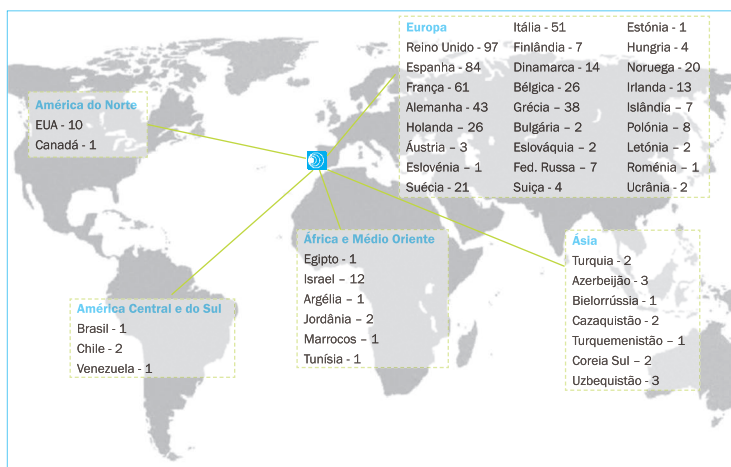 Europa
Reino Unido - 97
Espanha - 84
França - 61
Alemanha - 43
Holanda – 26
Áustria – 3
Eslovénia – 1
Suécia - 21
Itália - 51
Finlândia - 7
Dinamarca - 14
Bélgica - 26
Grécia - 38
Bulgária – 2
Eslováquia – 2
Fed. Russa – 7
Suiça - 4
Estónia - 1
Hungria - 4
Noruega - 20
Irlanda - 13
Islândia – 7
Polónia – 8
Letónia – 2
Roménia – 1
Ucrânia - 2
América do Norte
EUA - 10
Canadá - 1
América Central e do Sul
Brasil - 1
Chile - 2
Venezuela - 1
África e Médio Oriente
Egipto - 1
Israel – 12
Argélia – 1
Jordânia – 2
Marrocos – 1
Tunísia - 1
Ásia
Turquia - 2
Azerbeijão - 3
Bielorrússia - 1
Cazaquistão - 2
Turquemenistão – 1
Coreia Sul – 2
Uzbequistão - 3